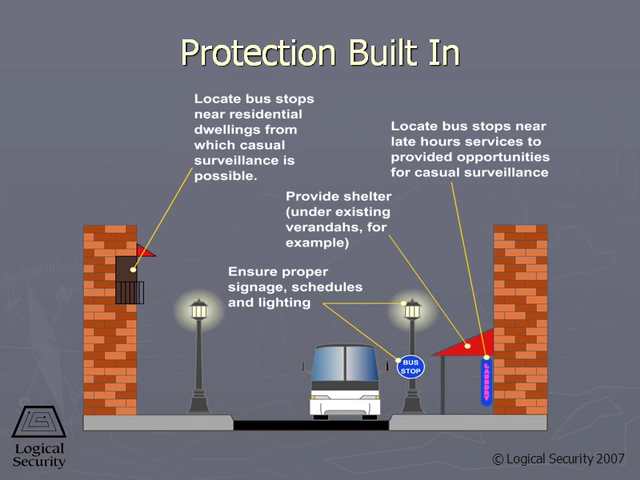 Protection Built In
Locate bus stops
near residential
dwellings from
which casual
surveillance is
possible.
Locate bus stops near
late hours services to
provided opportunities
for casual surveillance
Provide shelter
(under existing
verandahs, for
example)
Ensure proper
signage, schedules
and lighting
BUS
STOP
LAUNDRY
Logical
Security
© Logical Security 2007